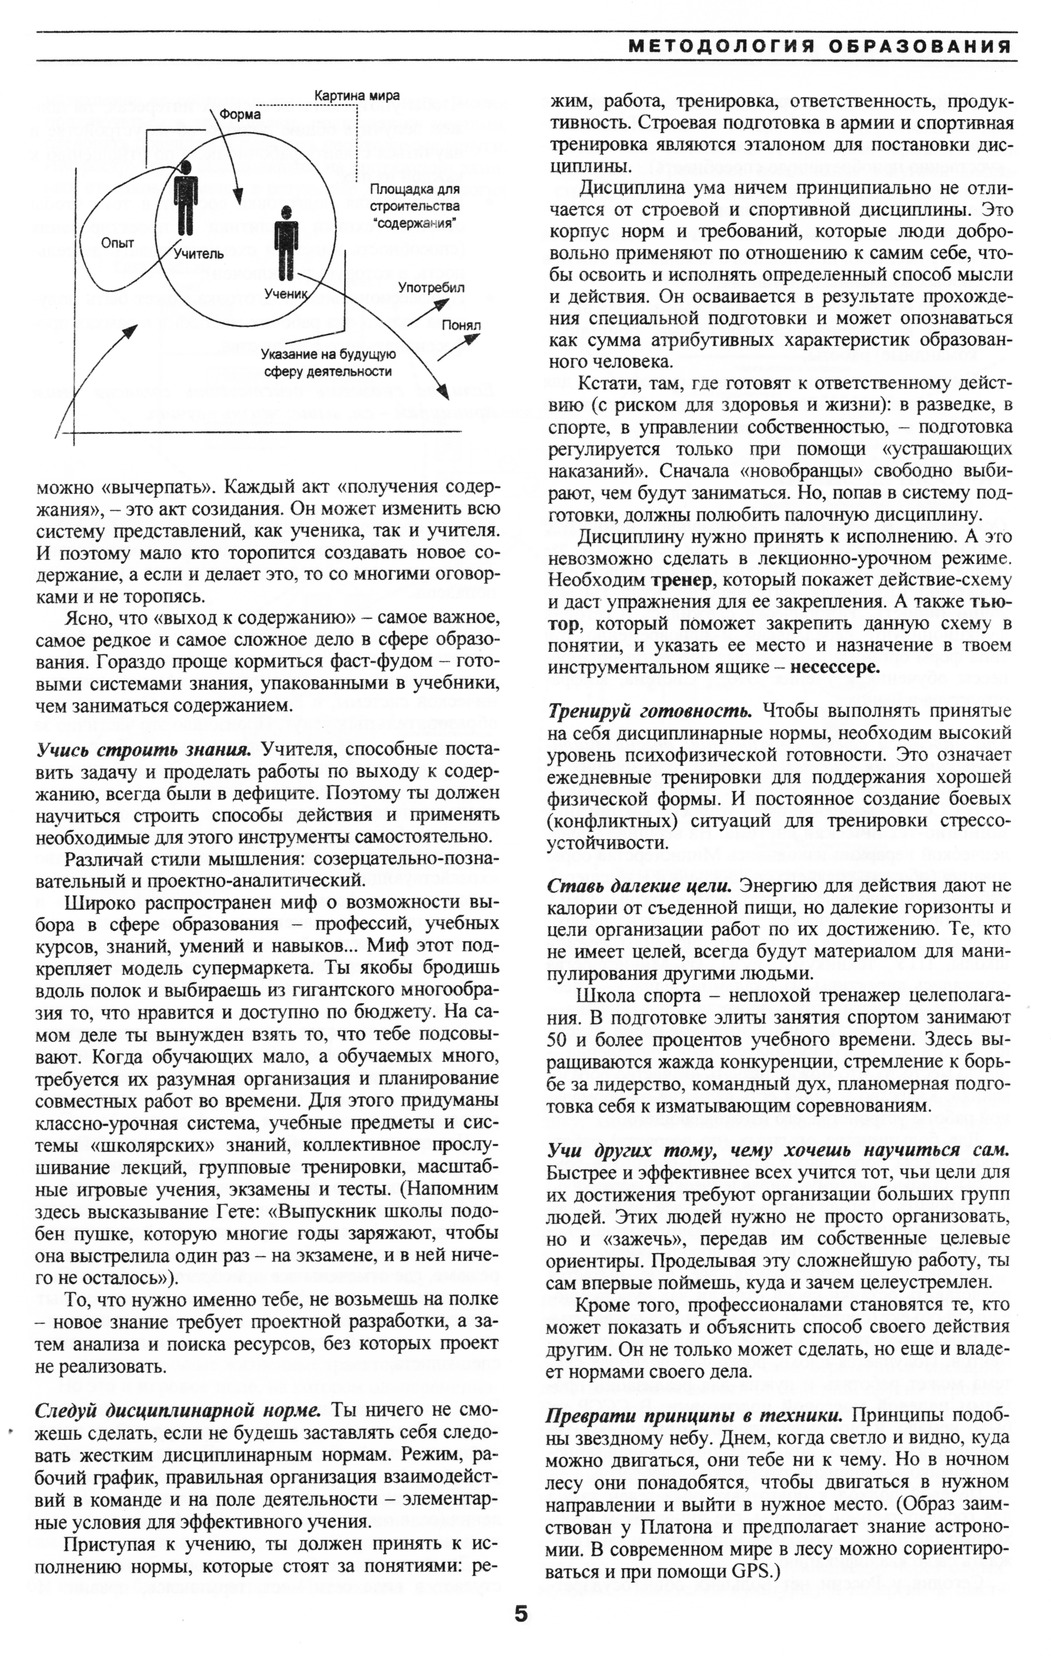 МЕТОДОЛОГИЯ ОБРАЗОВАНИЯ
Картина мира
Форма
Площадка для
строительства
"содержания"
Опыт
Учитель
Ученик
Употребил
Понял
Указание на будущую
сферу деятельности
можно «вычерпать». Каждый акт «получения содер-
жания», – это акт созидания. Он может изменить всю
систему представлений, как ученика, так и учителя.
И поэтому мало кто торопится создавать новое со-
держание, а если и делает это, то со многими оговор-
ками и не торопясь.
Ясно, что «выход к содержанию» – самое важное,
самое редкое и самое сложное дело в сфере образо-
вания. Гораздо проще кормиться фаст-фудом – гото-
выми системами знания, упакованными в учебники,
чем заниматься содержанием.
Учись строить знания. Учителя, способные поста-
вить задачу и проделать работы по выходу к содер-
жанию, всегда были в дефиците. Поэтому ты должен
научиться строить способы действия и применять
необходимые для этого инструменты самостоятельно.
Различай стили мышления: созерцательно-позна-
вательный и проектно-аналитический.
Широко распространен миф о возможности вы-
бора в сфере образования – профессий, учебных
курсов, знаний, умений и навыков... Миф этот под-
крепляет модель супермаркета. Ты якобы бродишь
вдоль полок и выбираешь из гигантского многообра-
зия то, что нравится и доступно по бюджету. На са-
мом деле ты вынужден взять то, что тебе подсовы-
вают. Когда обучающих мало, а обучаемых много,
требуется их разумная организация и планирование
совместных работ во времени. Для этого придуманы
классно-урочная система, учебные предметы и сис-
темы «школярских» знаний, коллективное прослу-
шивание лекций, групповые тренировки, масштаб-
ные игровые учения, экзамены и тесты. (Напомним
здесь высказывание Гете: «Выпускник школы подо-
бен пушке, которую многие годы заряжают, чтобы
она выстрелила один раз – на экзамене, и в ней ниче-
го не осталось»).
То, что нужно именно тебе, не возьмешь на полке
– новое знание требует проектной разработки, а за-
тем анализа и поиска ресурсов, без которых проект
не реализовать.
Следуй дисциплинарной норме. Ты ничего не смо-
жешь сделать, если не будешь заставлять себя следо-
вать жестким дисциплинарным нормам. Режим, ра-
бочий график, правильная организация взаимодейст-
вий в команде и на поле деятельности – элементар-
ные условия для эффективного учения.
Приступая к учению, ты должен принять к ис-
полнению нормы, которые стоят за понятиями: ре-
жим, работа, тренировка, ответственность, продук-
тивность. Строевая подготовка в армии и спортивная
тренировка являются эталоном для постановки дис-
циплины.
Дисциплина ума ничем принципиально не отли-
чается от строевой и спортивной дисциплины. Это
корпус норм и требований, которые люди добро-
вольно применяют по отношению к самим себе, что-
бы освоить и исполнять определенный способ мысли
и действия. Он осваивается в результате прохожде-
ния специальной подготовки и может опознаваться
как сумма атрибутивных характеристик образован-
ного человека.
Кстати, там, где готовят к ответственному дейст-
вию (с риском для здоровья и жизни): в разведке, в
спорте, в управлении собственностью, – подготовка
регулируется только при помощи «устрашающих
наказаний». Сначала «новобранцы» свободно выби-
рают, чем будут заниматься. Но, попав в систему под-
готовки, должны полюбить палочную дисциплину.
Дисциплину нужно принять к исполнению. А это
невозможно сделать в лекционно-урочном режиме.
Необходим тренер, который покажет действие-схему
и даст упражнения для ее закрепления. А также тью-
тор, который поможет закрепить данную схему в
понятии, и указать ее место и назначение в твоем
инструментальном ящике – несессере.
Тренируй готовность. Чтобы выполнять принятые
на себя дисциплинарные нормы, необходим высокий
уровень психофизической готовности. Это означает
ежедневные тренировки для поддержания хорошей
физической формы. И постоянное создание боевых
(конфликтных) ситуаций для тренировки стрессо-
устойчивости.
Ставь далекие цели. Энергию для действия дают не
калории от съеденной пищи, но далекие горизонты и
цели организации работ по их достижению. Те, кто
не имеет целей, всегда будут материалом для мани-
пулирования другими людьми.
Школа спорта – неплохой тренажер целеполага-
ния. В подготовке элиты занятия спортом занимают
50 и более процентов учебного времени. Здесь вы-
ращиваются жажда конкуренции, стремление к борь-
бе за лидерство, командный дух, планомерная подго-
товка себя к изматывающим соревнованиям.
Учи других тому, чему хочешь научиться сам.
Быстрее и эффективнее всех учится тот, чьи цели для
их достижения требуют организации больших групп
людей. Этих людей нужно не просто организовать,
но и «зажечь», передав им собственные целевые
ориентиры. Проделывая эту сложнейшую работу, ты
сам впервые поймешь, куда и зачем целеустремлен.
Кроме того, профессионалами становятся те, кто
может показать и объяснить способ своего действия
другим. Он не только может сделать, но еще и владе-
ет нормами своего дела.
Преврати принципы в техники. Принципы подоб-
ны звездному небу. Днем, когда светло и видно, куда
можно двигаться, они тебе ни к чему. Но в ночном
лесу они понадобятся, чтобы двигаться в нужном
направлении и выйти в нужное место. (Образ заим-
ствован у Платона и предполагает знание астроно-
мии. В современном мире в лесу можно сориентиро-
ваться и при помощи GPS.)
5